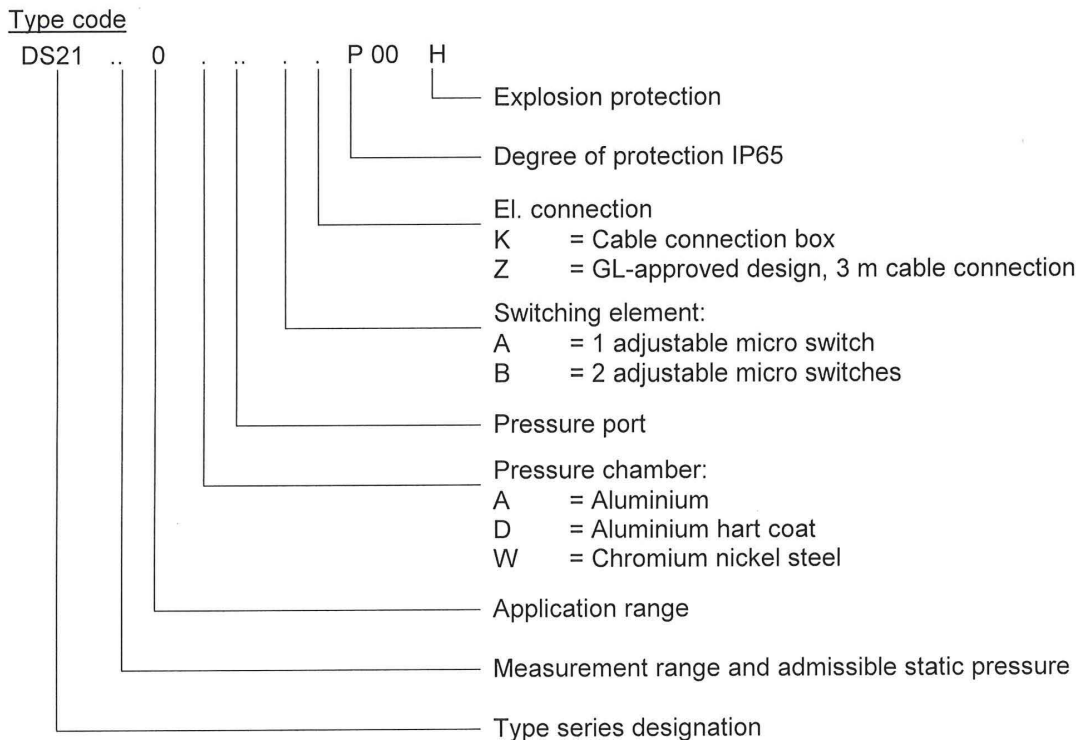 Type code
DS21 .. 0 . .. . . P 00 H
Explosion protection
Degree of protection IP65
El. connection
K = Cable connection box
Z = GL-approved design, 3 m cable connection
Switching element:
A = 1 adjustable micro switch
B = 2 adjustable micro switches
Pressure port
Pressure chamber:
A = Aluminium
D = Aluminium hart coat
W = Chromium nickel steel
Application range
Measurement range and admissible static pressure
Type series designation